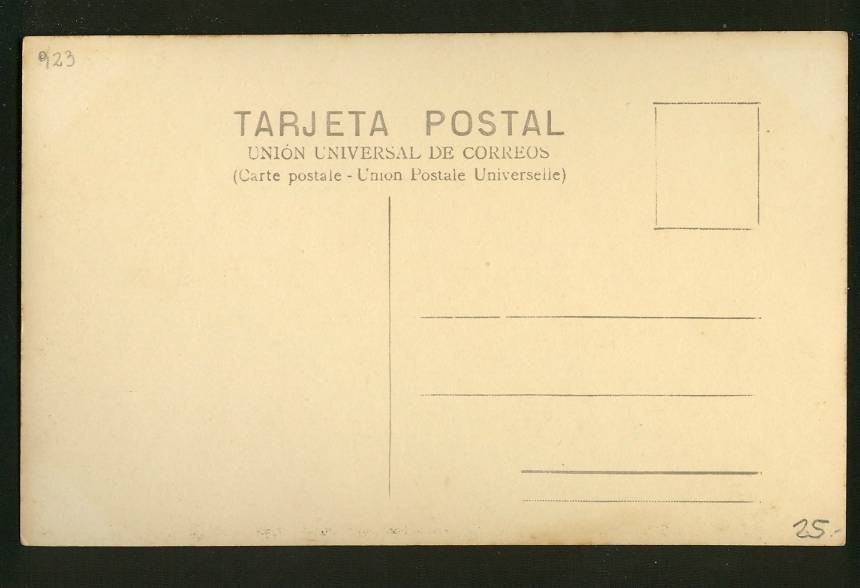 923
TARJETA POSTAL
UNIÓN UNIVERSAL DE CORREOS
(Carte postale - Union Postale Universelle)
25.-